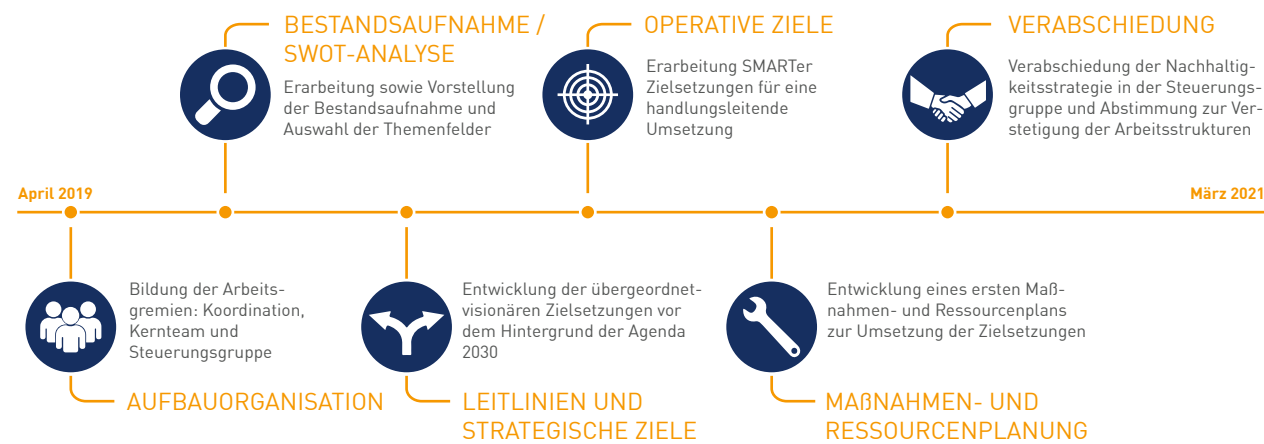 BESTANDSAUFNAHME /
SWOT-ANALYSE
Erarbeitung sowie Vorstellung
der Bestandsaufnahme und
Auswahl der Themenfelder
OPERATIVE ZIELE
Erarbeitung SMARTer
Zielsetzungen für eine
handlungsleitende
Umsetzung
VERABSCHIEDUNG
Verabschiedung der Nachhaltig-
keitsstrategie in der Steuerungs-
gruppe und Abstimmung zur Ver-
stetigung der Arbeitsstrukturen
April 2019
März 2021
Bildung der Arbeits-
gremien: Koordination,
Kernteam und
Steuerungsgruppe
AUFBAUORGANISATION
Entwicklung der übergeordnet-
visionären Zielsetzungen vor
dem Hintergrund der Agenda
2030
LEITLINIEN UND
STRATEGISCHE ZIELE
Entwicklung eines ersten Maß-
nahmen- und Ressourcenplans
zur Umsetzung der Zielsetzungen
MAßNAHMEN- UND
RESSOURCENPLANUNG